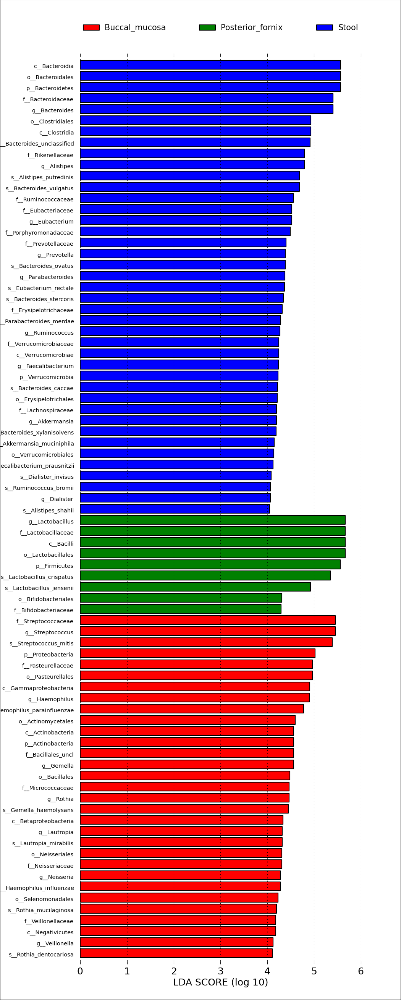 Buccal_mucosa Posterior_fornix Stool
c__Bacteroidia
o__Bacteroidales
p__Bacteroidetes
f__Bacteroidaceae
g__Bacteroides
o__Clostridiales
c__Clostridia
__Bacteroides_unclassified
f__Rikenellaceae
g__Alistipes
s__Alistipes_putredinis
s__Bacteroides_vulgatus
f__Ruminococcaceae
f__Eubacteriaceae
g__Eubacterium
f__Porphyromonadaceae
f__Prevotellaceae
g__Prevotella
s__Bacteroides_ovatus
g__Parabacteroides
s__Eubacterium_rectale
s__Bacteroides_stercoris
f__Erysipelotrichaceae
__Parabacteroides_merdae
g__Ruminococcus
f__Verrucomicrobiaceae
c__Verrucomicrobiae
g__Faecalibacterium
p__Verrucomicrobia
s__Bacteroides_caccae
o__Erysipelotrichales
f__Lachnospiraceae
g__Akkermansia
Bacteroides_xylanisolvens
_Akkermansia_muciniphila
o__Verrucomicrobiales
ecalibacterium_prausnitzii
s__Dialister_invisus
s__Ruminococcus_bromii
g__Dialister
s__Alistipes_shahii
g__Lactobacillus
f__Lactobacillaceae
c__Bacilli
o__Lactobacillales
p__Firmicutes
s__Lactobacillus_crispatus
s__Lactobacillus_jensenii
o__Bifidobacteriales
f__Bifidobacteriaceae
f__Streptococcaceae
g__Streptococcus
s__Streptococcus_mitis
p__Proteobacteria
f__Pasteurellaceae
o__Pasteurellales
c__Gammaproteobacteria
g__Haemophilus
emophilus_parainfluenzae
o__Actinomycetales
c__Actinobacteria
p__Actinobacteria
f__Bacillales_uncl
g__Gemella
o__Bacillales
f__Micrococcaceae
g__Rothia
s__Gemella_haemolysans
c__Betaproteobacteria
g__Lautropia
s__Lautropia_mirabilis
o__Neisseriales
f__Neisseriaceae
g__Neisseria
__Haemophilus_influenzae
o__Selenomonadales
s__Rothia_mucilaginosa
f__Veillonellaceae
c__Negativicutes
g__Veillonella
s__Rothia_dentocariosa
0 1 2 3 4 5 6
LDA SCORE (log 10)